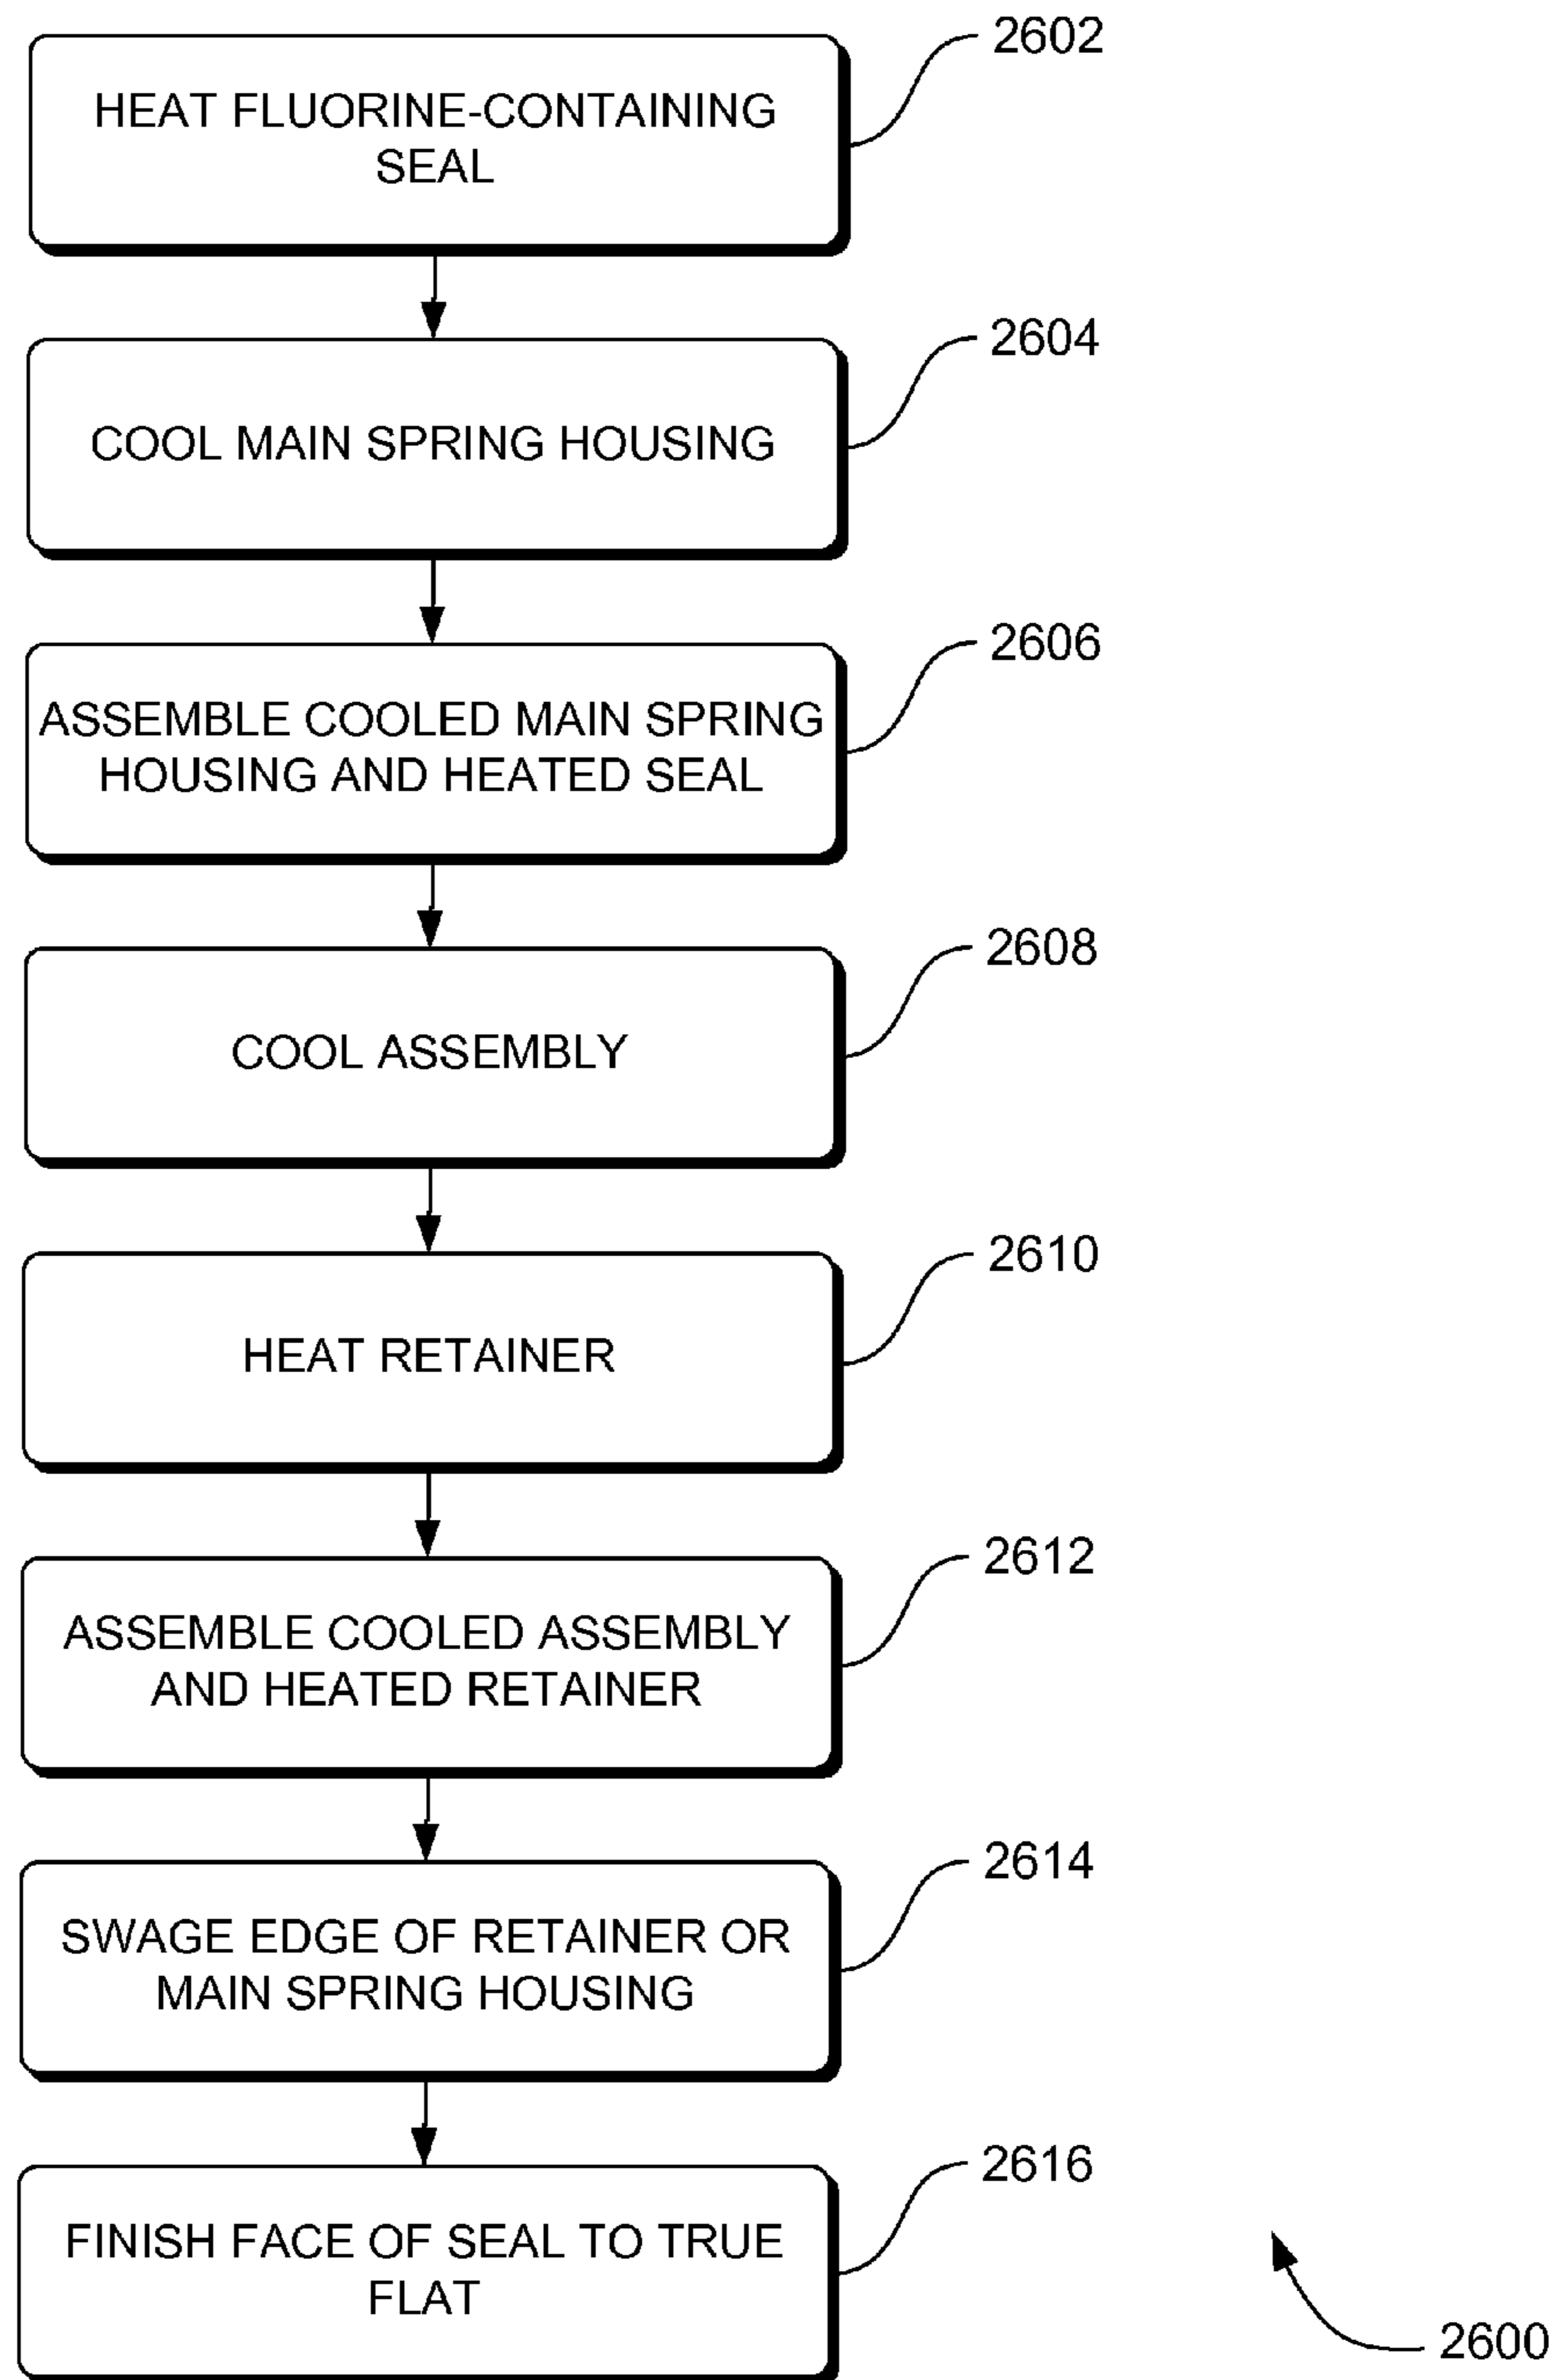 2602
HEAT FLUORINE-CONTAINING
SEAL
2604
COOL MAIN SPRING HOUSING
2606
ASSEMBLE COOLED MAIN SPRING
HOUSING AND HEATED SEAL
2608
COOL ASSEMBLY
2610
HEAT RETAINER
2612
ASSEMBLE COOLED ASSEMBLY
AND HEATED RETAINER
2614
SWAGE EDGE OF RETAINER OR
MAIN SPRING HOUSING
2616
FINISH FACE OF SEAL TO TRUE
FLAT
2600